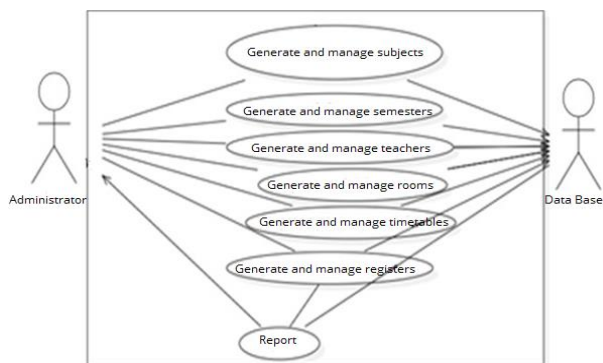 Generate and manage subjects
Generate and manage semesters
Generate and manage teachers
Generate and manage rooms
Administrator
Data Base
Generate and manage timetables
Generate and manage registers
Report